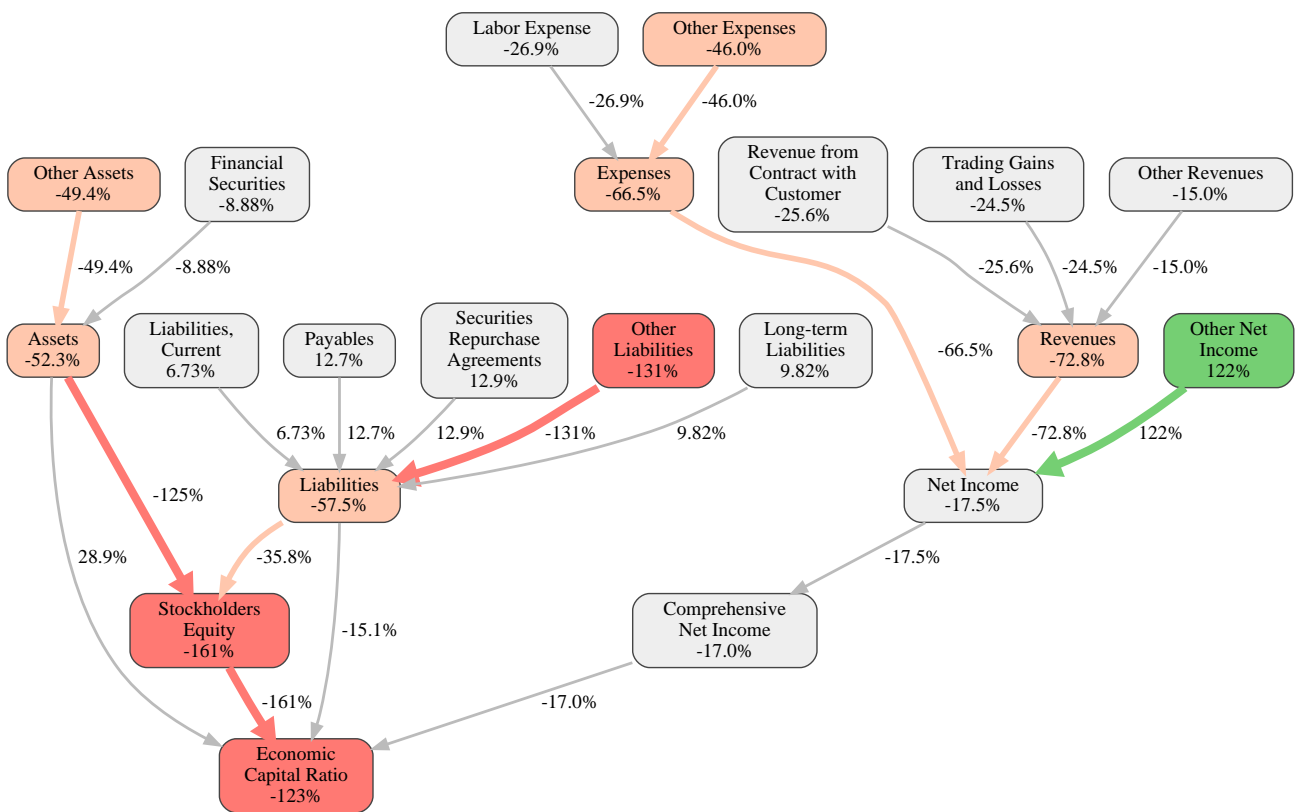 Labor Expense
-26.9%
Other Expenses
-46.0%
-26.9%
-46.0%
Other Assets
-49.4%
Financial
Securities
-8.88%
Expenses
-66.5%
Revenue from
Contract with
Customer
-25.6%
Trading Gains
and Losses
-24.5%
Other Revenues
-15.0%
-49.4%
-8.88%
-25.6%
-24.5%
-15.0%
Assets
-52.3%
Liabilities,
Current
6.73%
Payables
12.7%
Securities
Repurchase
Agreements
12.9%
Other
Liabilities
-131%
Long-term
Liabilities
9.82%
-66.5%
Revenues
-72.8%
Other Net
Income
122%
6.73%
12.7%
12.9%
-131%
9.82%
-72.8%
122%
-125%
Liabilities
-57.5%
Net Income
-17.5%
28.9%
-35.8%
-17.5%
Stockholders
Equity
-161%
-15.1%
Comprehensive
Net Income
-17.0%
-161%
-17.0%
Economic
Capital Ratio
-123%